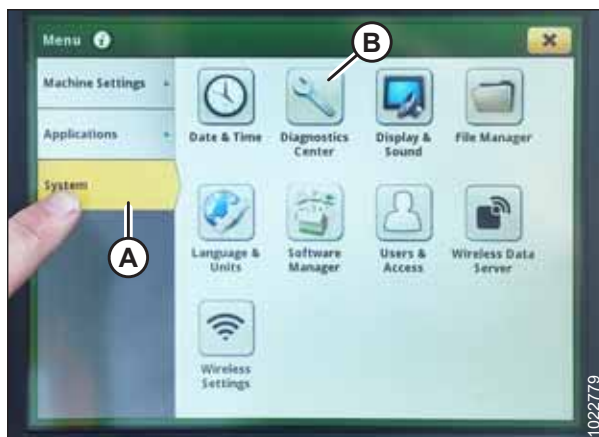 Menu i
B
Machine Settings
Applications
System
A
Date & Time
Diagnostics
Center
Display &
Sound
File Manager
Language &
Units
Software
Manager
Users &
Access
Wireless Data
Server
Wireless
Settings
1022779